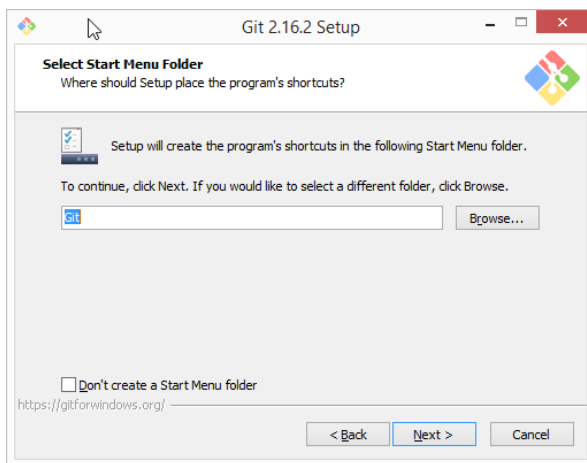 Git 2.16.2 Setup
Select Start Menu Folder
Where should Setup place the program's shortcuts?
Setup will create the program's shortcuts in the following Start Menu folder.
To continue, click Next. If you would like to select a different folder, click Browse.
Git
Browse...
Don't create a Start Menu folder
https://gitforwindows.org/
< Back
Next >
Cancel